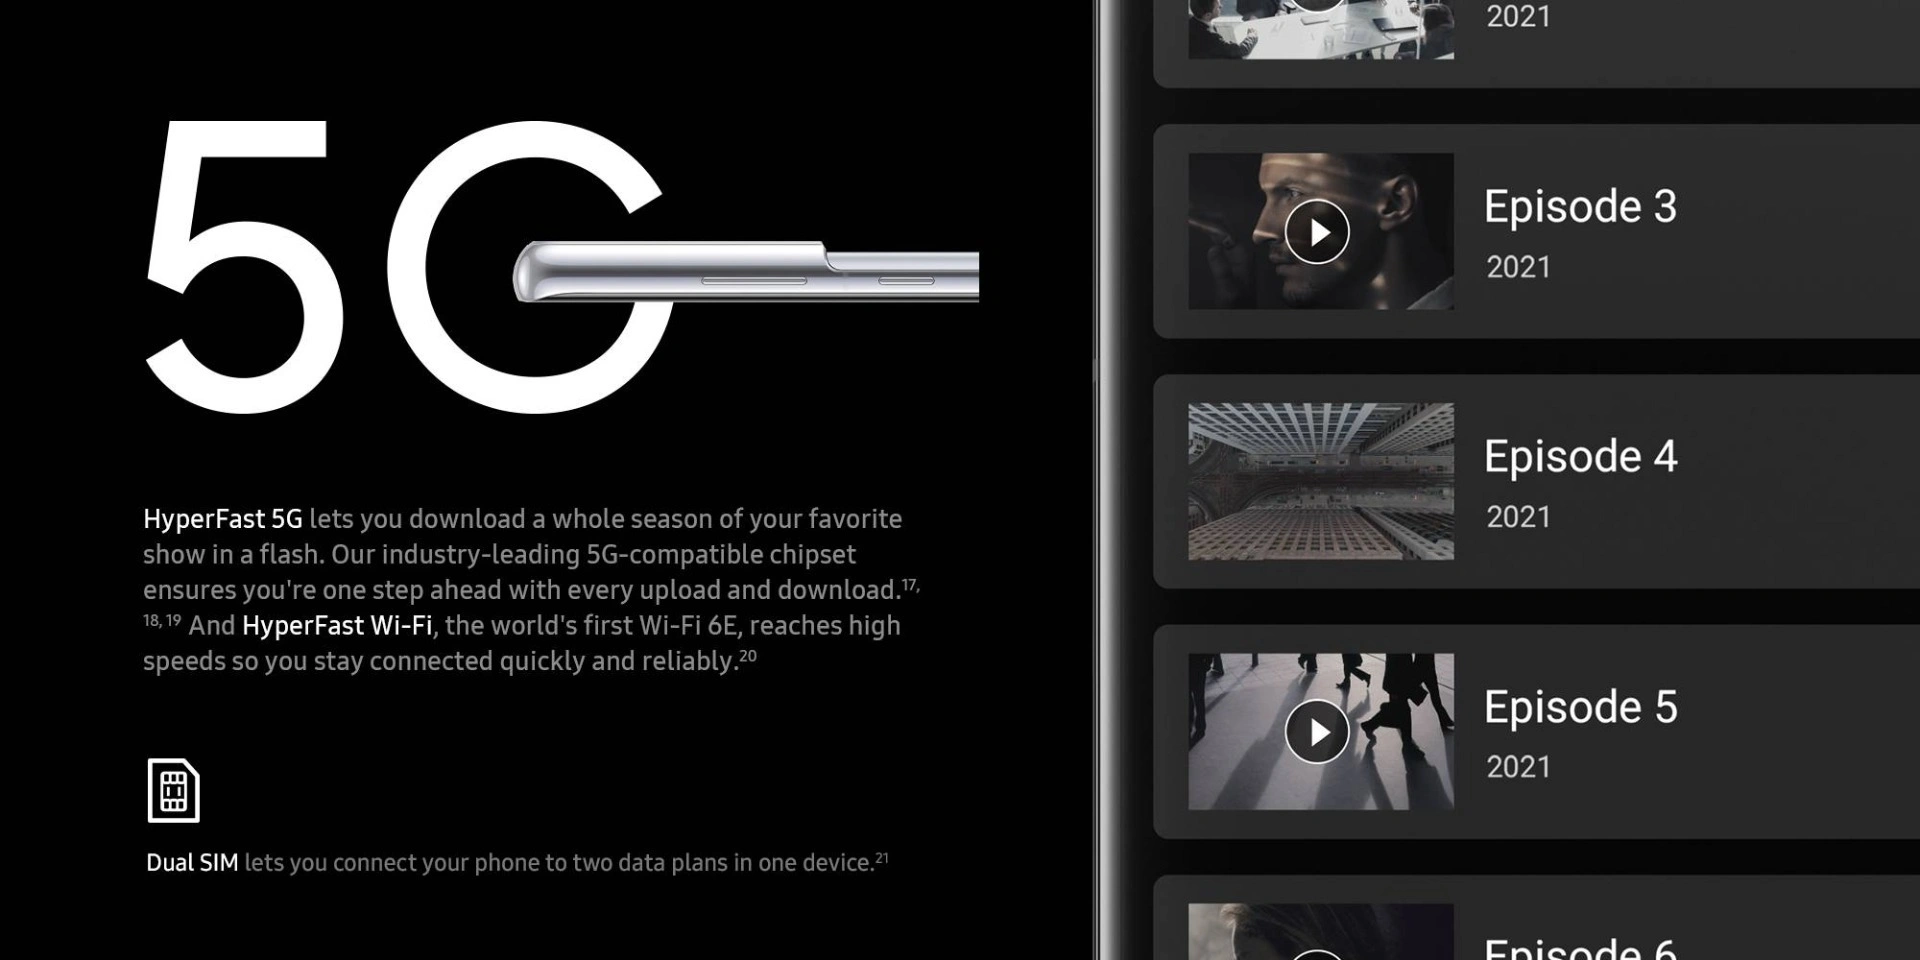 5G
HyperFast 5G lets you download a whole season of your favorite
show in a flash. Our industry-leading 5G-compatible chipset
ensures you're one step ahead with every upload and download.17,
18, 19 And HyperFast Wi-Fi, the world's first Wi-Fi 6E, reaches high
speeds so you stay connected quickly and reliably.20
Dual SIM lets you connect your phone to two data plans in one device.21
2021
Episode 3
2021
Episode 4
2021
Episode 5
2021
Episode 6